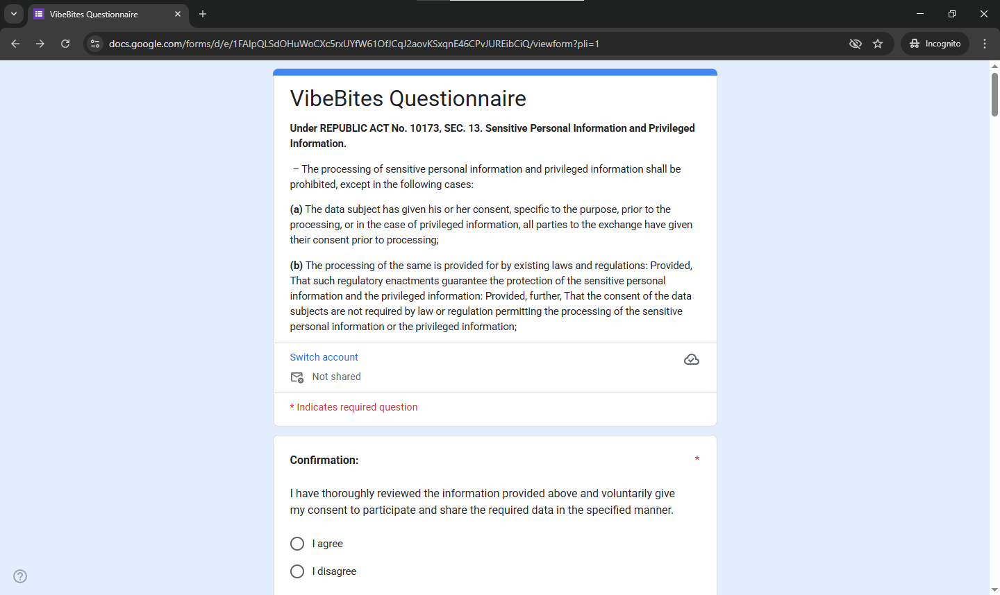 VibeBites Questionnaire
docs.google.com/forms/d/e/1FAIpQLSdOHuWoCXc5rxUYfW61OfJCqJ2aovKSxqnE46CPvJUREibCiQ/viewform?pli=1
Incognito
VibeBites Questionnaire
Under REPUBLIC ACT No. 10173, SEC. 13. Sensitive Personal Information and Privileged
Information.
– The processing of sensitive personal information and privileged information shall be
prohibited, except in the following cases:
(a) The data subject has given his or her consent, specific to the purpose, prior to the
processing, or in the case of privileged information, all parties to the exchange have given
their consent prior to processing;
(b) The processing of the same is provided for by existing laws and regulations: Provided,
That such regulatory enactments guarantee the protection of the sensitive personal
information and the privileged information: Provided, further, That the consent of the data
subjects are not required by law or regulation permitting the processing of the sensitive
personal information or the privileged information;
Switch account
Not shared
* Indicates required question
Confirmation: *
I have thoroughly reviewed the information provided above and voluntarily give
my consent to participate and share the required data in the specified manner.
I agree
I disagree